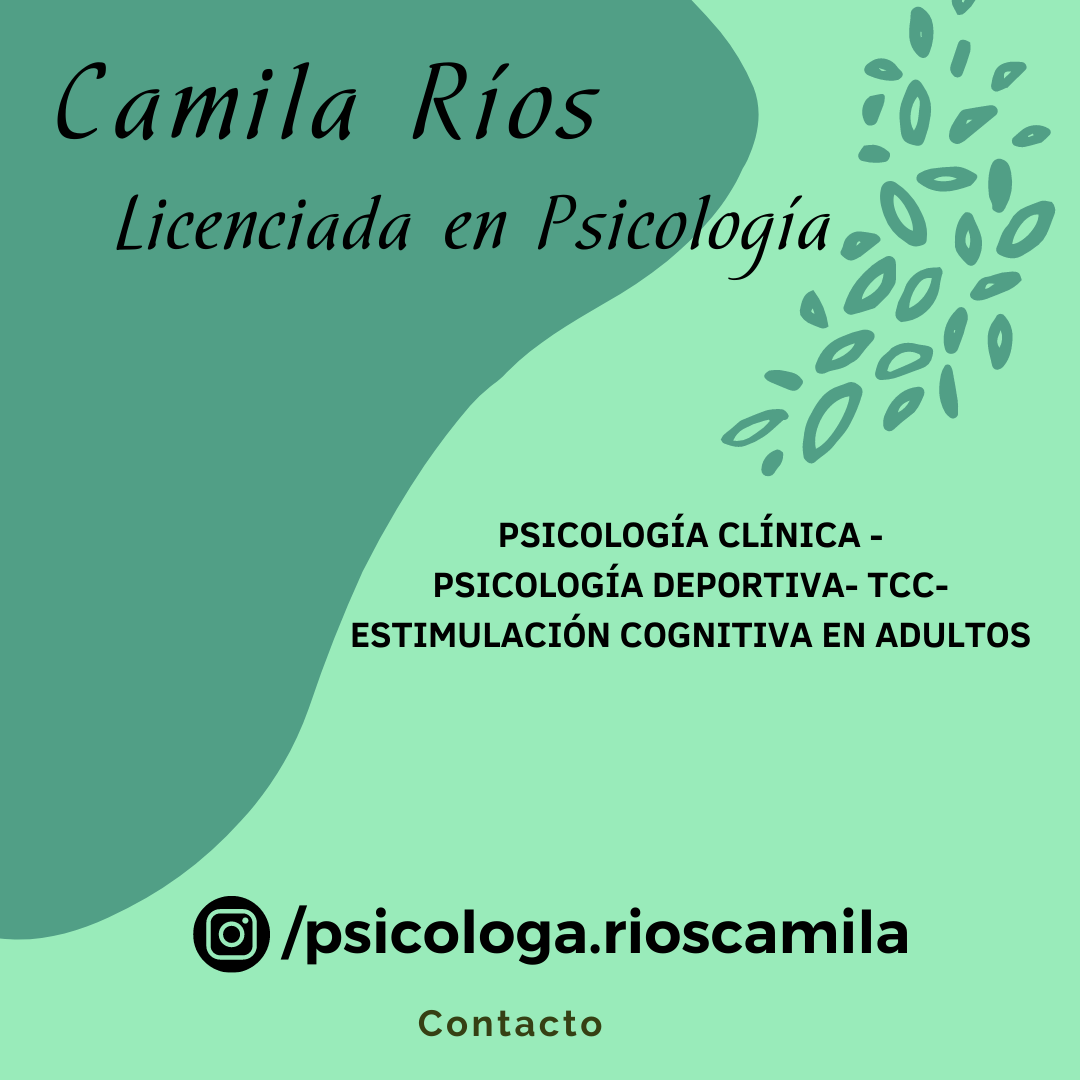 Camila Ríos
Licenciada en Psicología
PSICOLOGÍA CLÍNICA -
PSICOLOGÍA DEPORTIVA- TCC-
ESTIMULACIÓN COGNITIVA EN ADULTOS
/psicologa.rioscamila
Contacto